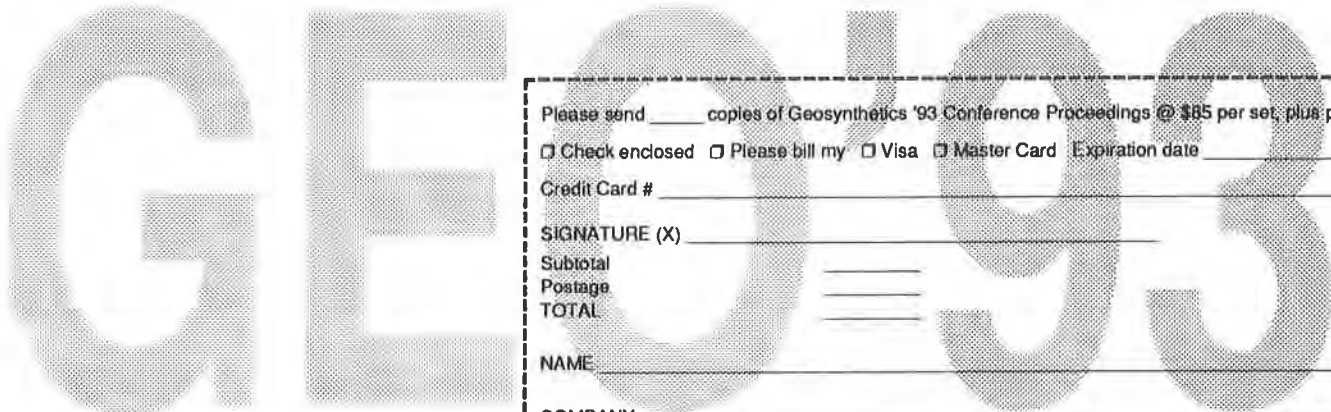 GEO'93
Please send _____ copies of Geosynthetics '93 Conference Proceedings @ $85 per set, plus
☐ Check enclosed ☐ Please bill my ☐ Visa ☐ Master Card Expiration date
Credit Card #
SIGNATURE (X)
Subtotal
Postage
TOTAL
NAME
COMPANY